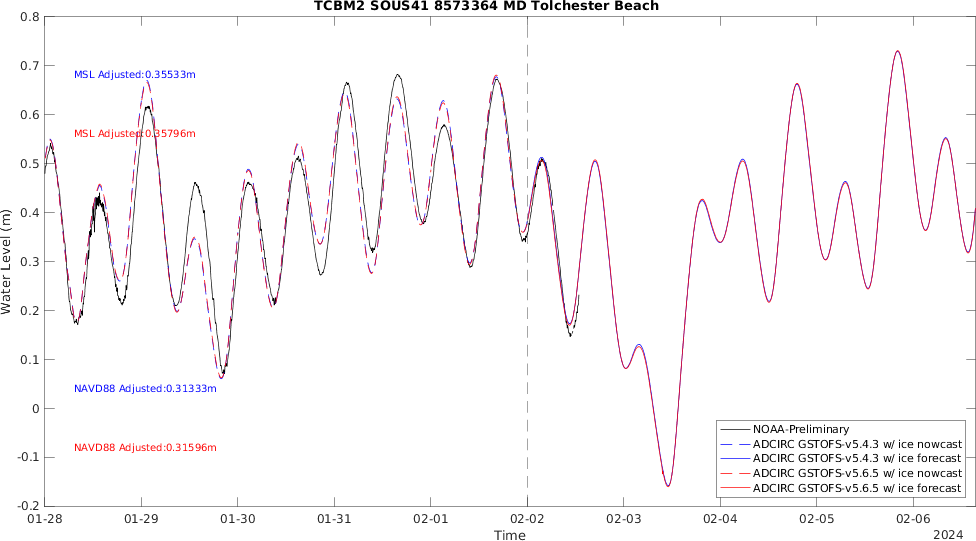 TCBM2 SOUS41 8573364 MD Tolchester Beach
0.8
0.7
0.6
0.5
0.4
0.3
0.2
0.1
0
-0.1
-0.2
Water Level (m)
MSL Adjusted:0.35533m
MSL Adjusted:0.35796m
NAVD88 Adjusted:0.31333m
NAVD88 Adjusted:0.31596m
NOAA-Preliminary
ADCIRC GSTOFS-v5.4.3 w/ ice nowcast
ADCIRC GSTOFS-v5.4.3 w/ ice forecast
ADCIRC GSTOFS-v5.6.5 w/ ice nowcast
ADCIRC GSTOFS-v5.6.5 w/ ice forecast
01-28 01-29 01-30 01-31 02-01 02-02 02-03 02-04 02-05 02-06
Time
2024